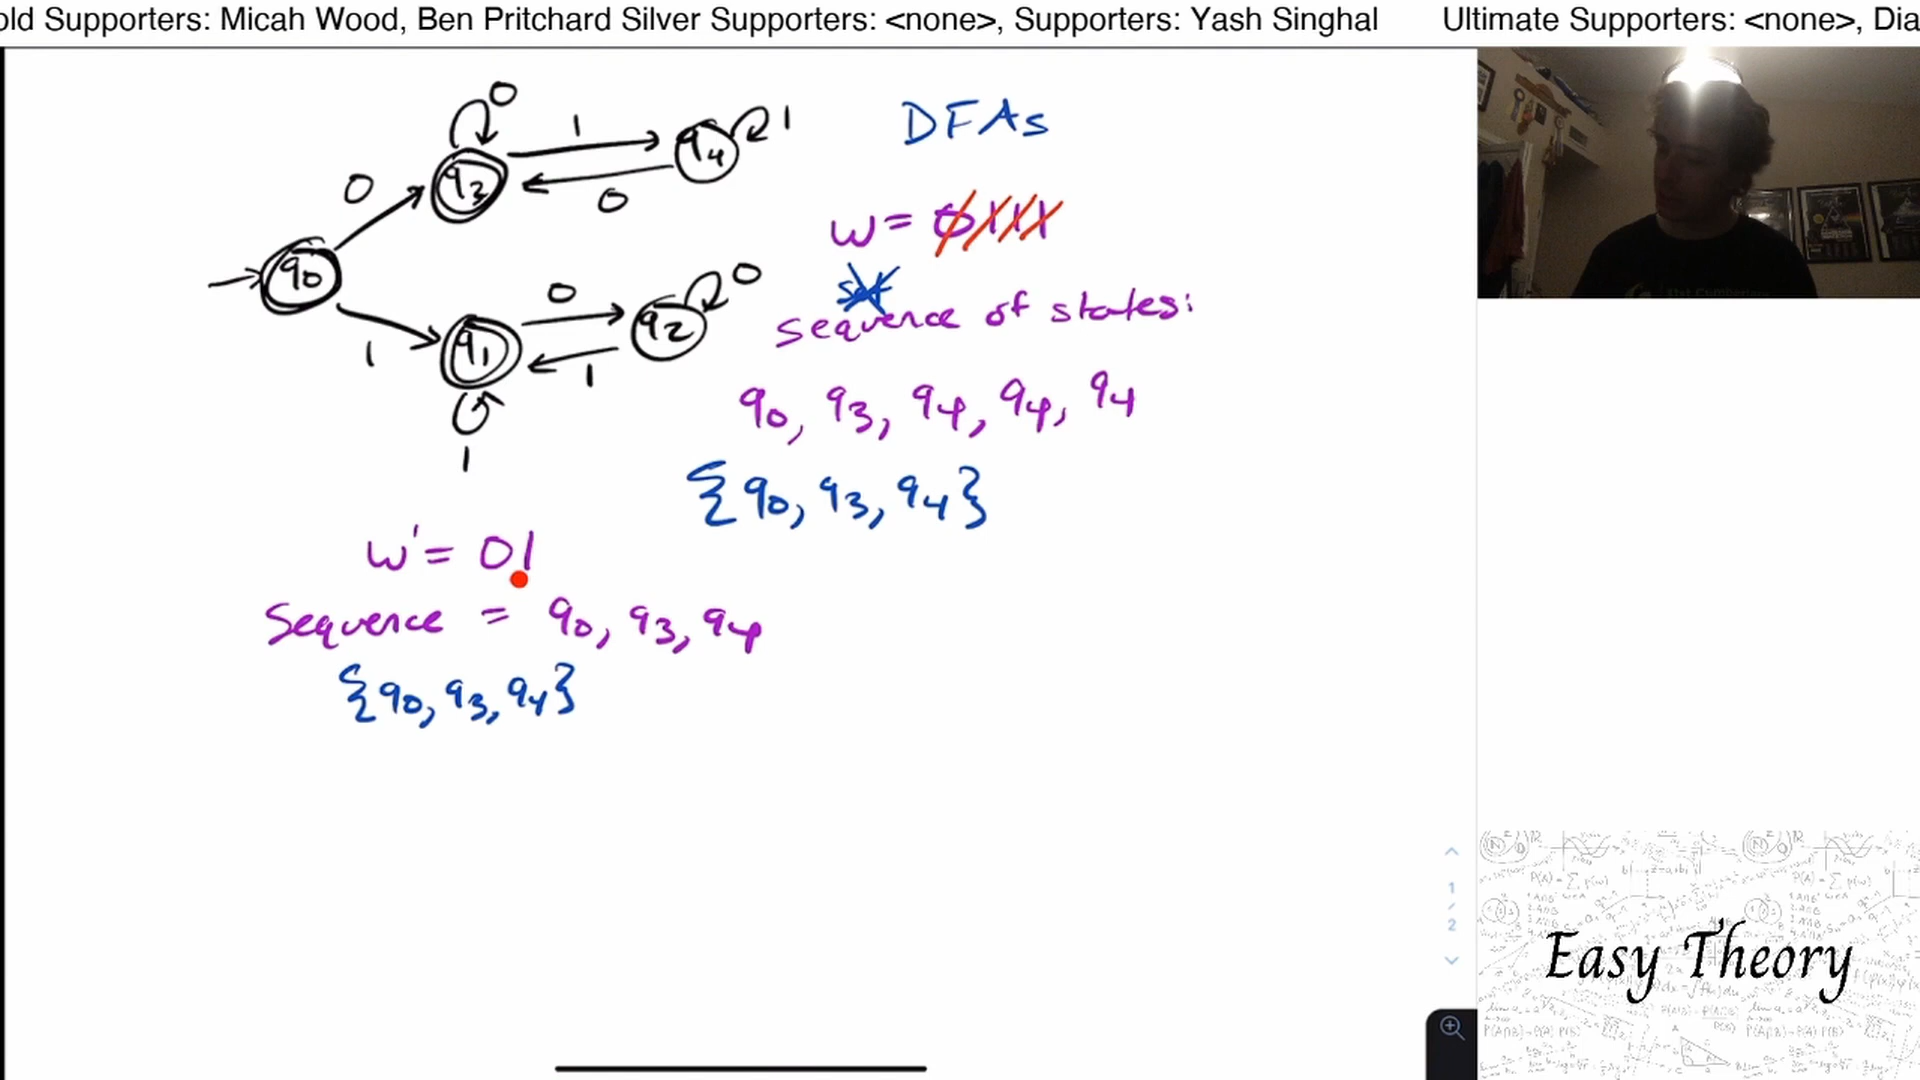 old Supporters: Micah Wood, Ben Pritchard Silver Supporters: <none>, Supporters: Yash Singhal Ultimate Supporters: <none>, Dia
DFAs
0
1
q4
1
q3
0
0
w = 0111
q0
0
0
q2
sequence of states:
1
q1
1
q0, q3, q4, q4, q4
1
{q0, q3, q4}
w' = 01
Sequence = q0, q3, q4
{q0, q3, q4}
1
2
Easy Theory